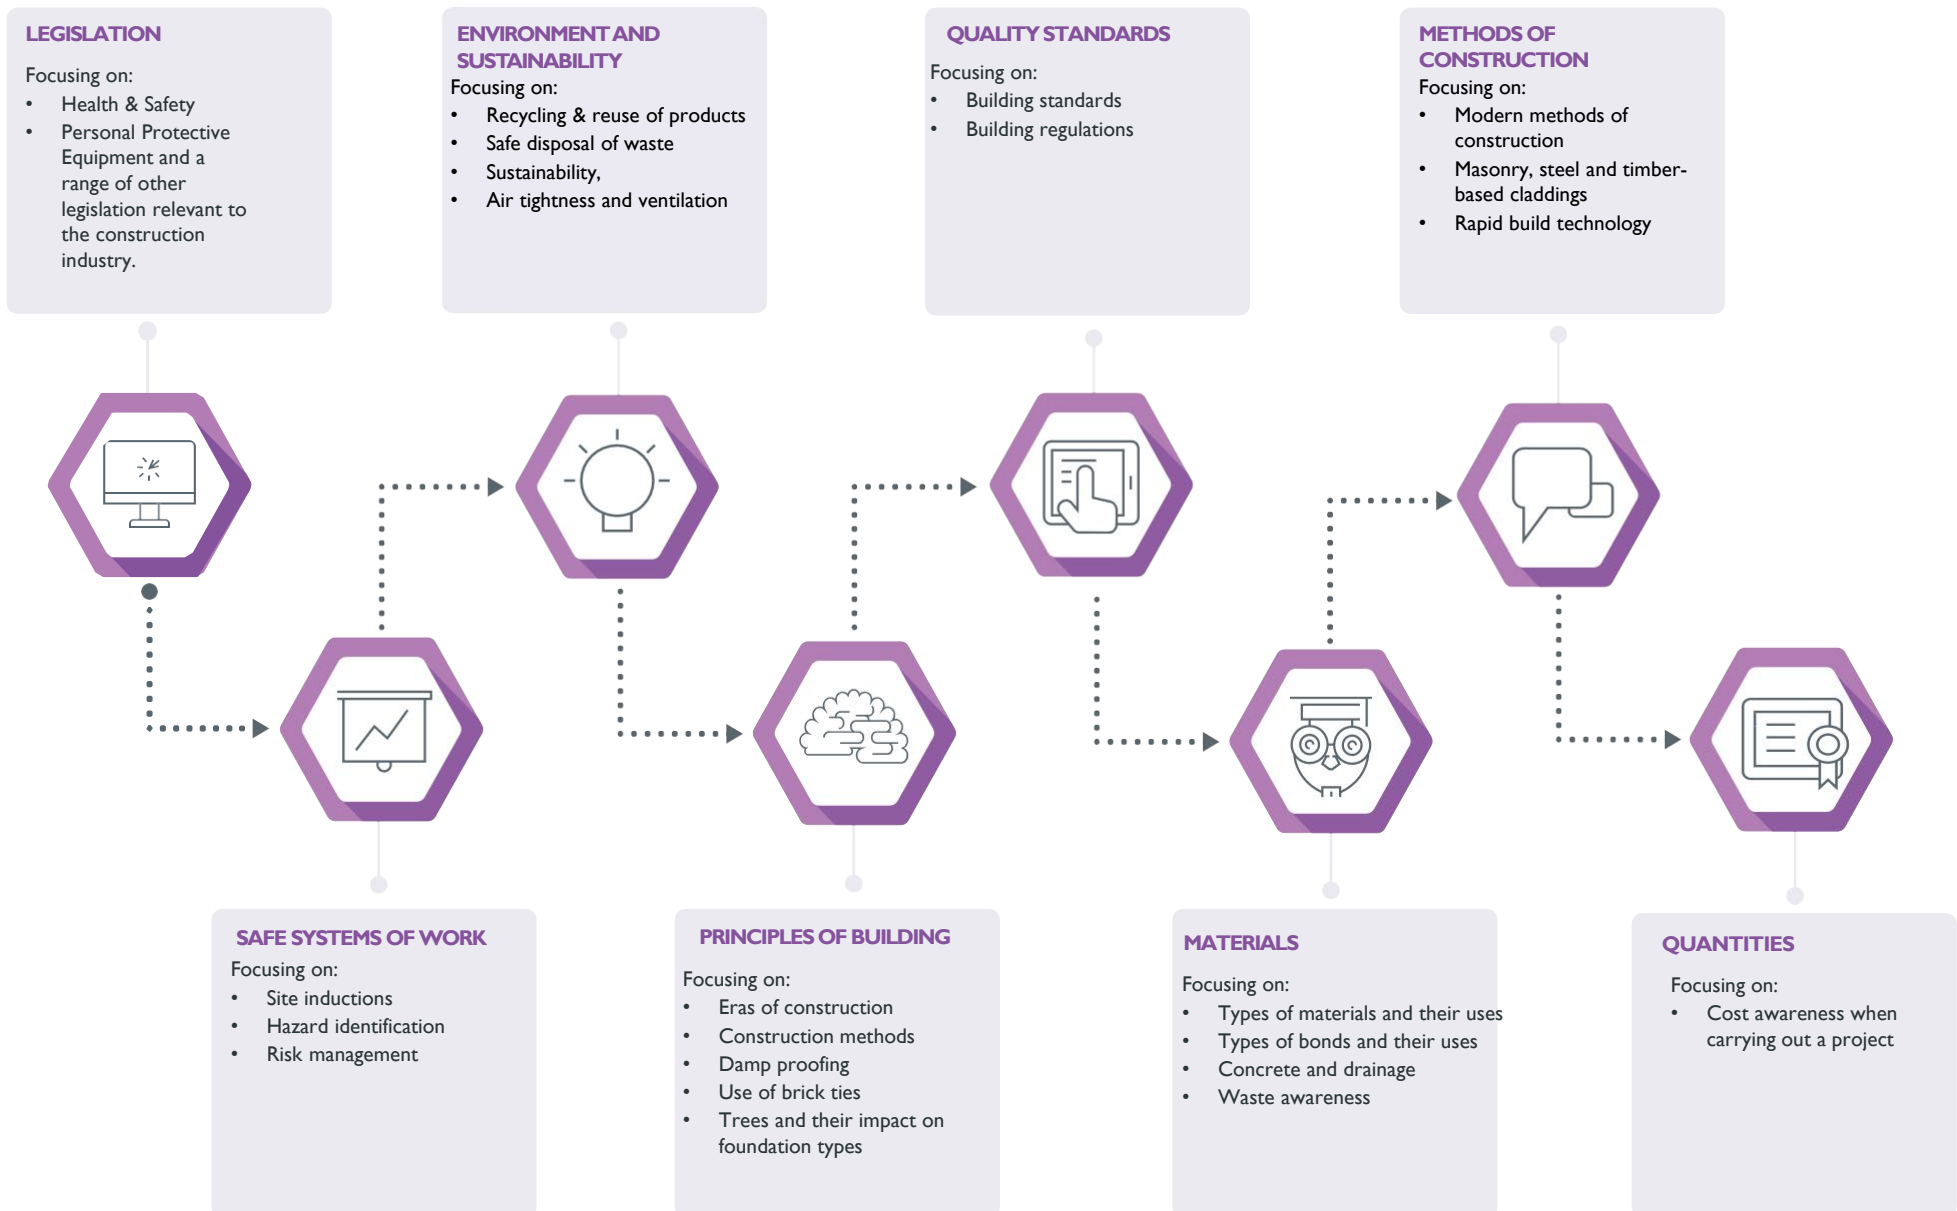 LEGISLATION
Focusing on:
• Health & Safety
• Personal Protective
Equipment and a
range of other
legislation relevant to
the construction
industry.
ENVIRONMENT AND
SUSTAINABILITY
Focusing on:
• Recycling & reuse of products
• Safe disposal of waste
• Sustainability,
• Air tightness and ventilation
QUALITY STANDARDS
Focusing on:
• Building standards
• Building regulations
METHODS OF
CONSTRUCTION
Focusing on:
• Modern methods of
construction
• Masonry, steel and timber-
based claddings
• Rapid build technology
SAFE SYSTEMS OF WORK
Focusing on:
• Site inductions
• Hazard identification
• Risk management
PRINCIPLES OF BUILDING
Focusing on:
• Eras of construction
• Construction methods
• Damp proofing
• Use of brick ties
• Trees and their impact on
foundation types
MATERIALS
Focusing on:
• Types of materials and their uses
• Types of bonds and their uses
• Concrete and drainage
• Waste awareness
QUANTITIES
Focusing on:
• Cost awareness when
carrying out a project